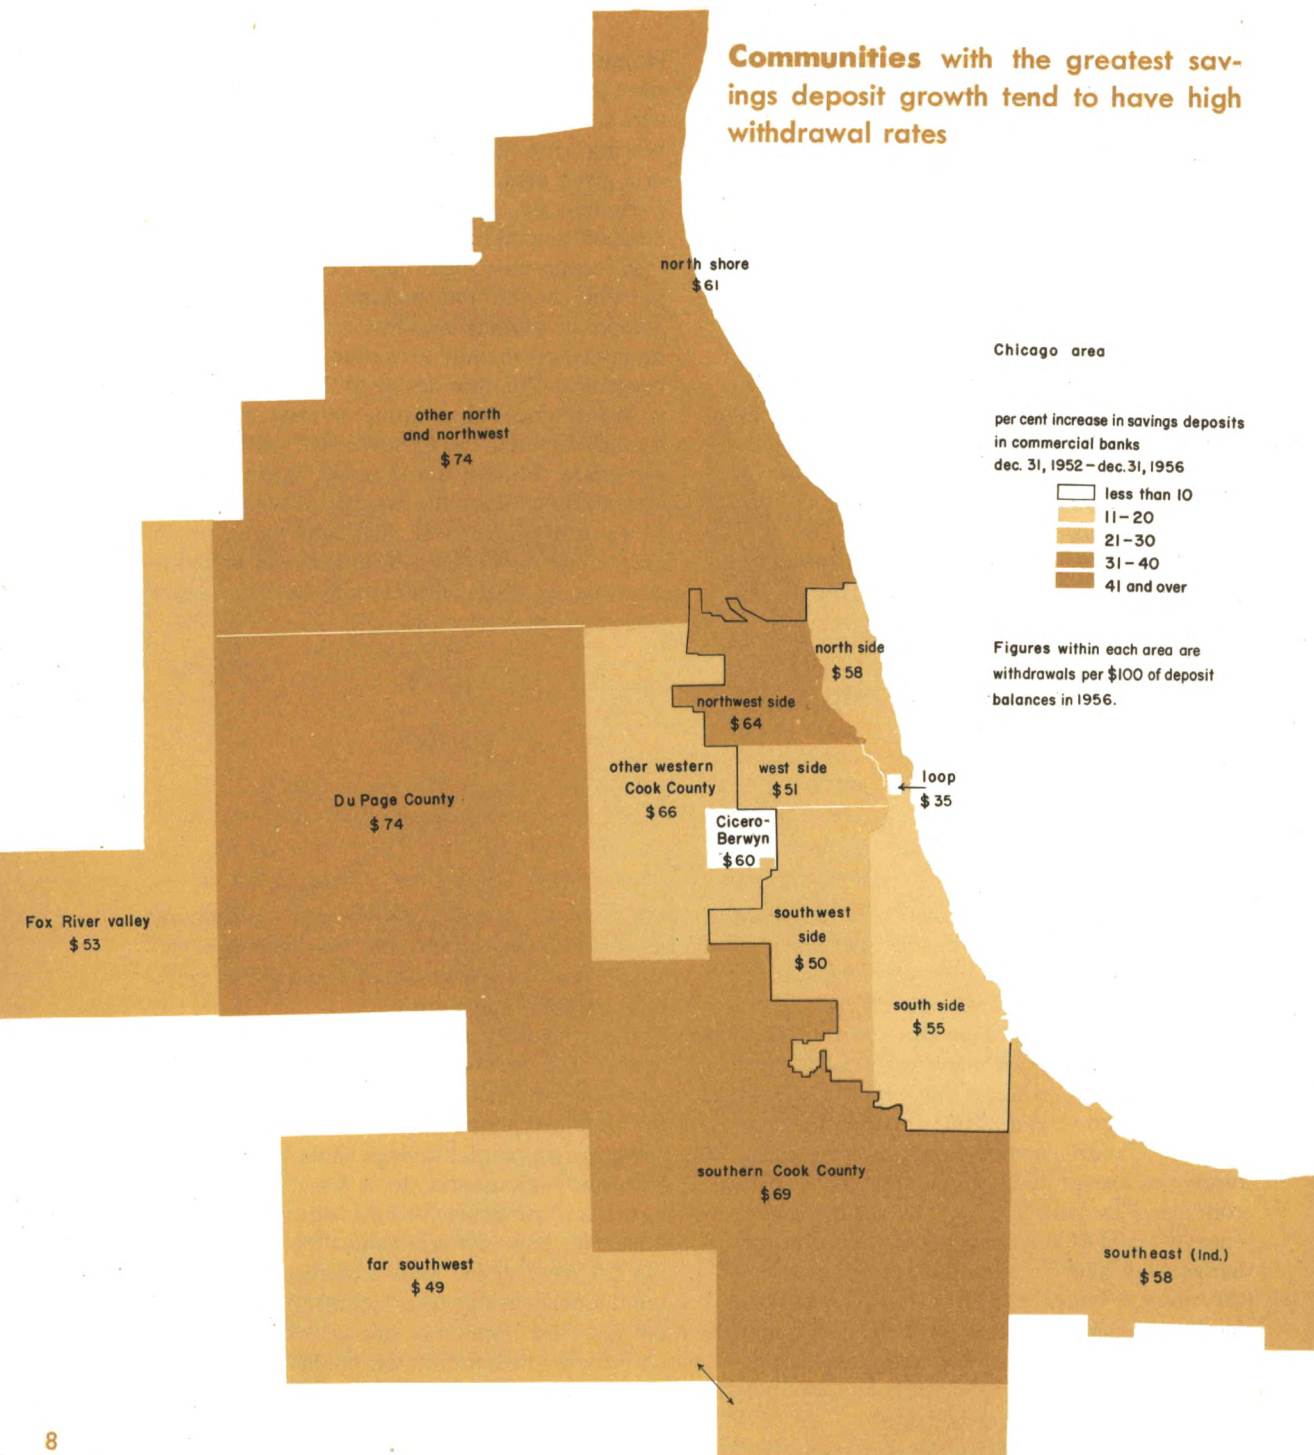 Communities with the greatest sav-
ings deposit growth tend to have high
withdrawal rates
north shore
$61
Chicago area
per cent increase in savings deposits
in commercial banks
dec. 31, 1952 – dec. 31, 1956
less than 10
11–20
21–30
31–40
41 and over
Figures within each area are
withdrawals per $100 of deposit
balances in 1956.
other north
and northwest
$74
north side
$58
northwest side
$64
other western
Cook County
$66
west side
$51
loop
$35
Du Page County
$74
Cicero-
Berwyn
$60
Fox River valley
$53
southwest
side
$50
south side
$55
southern Cook County
$69
far southwest
$49
southeast (Ind.)
$58
8